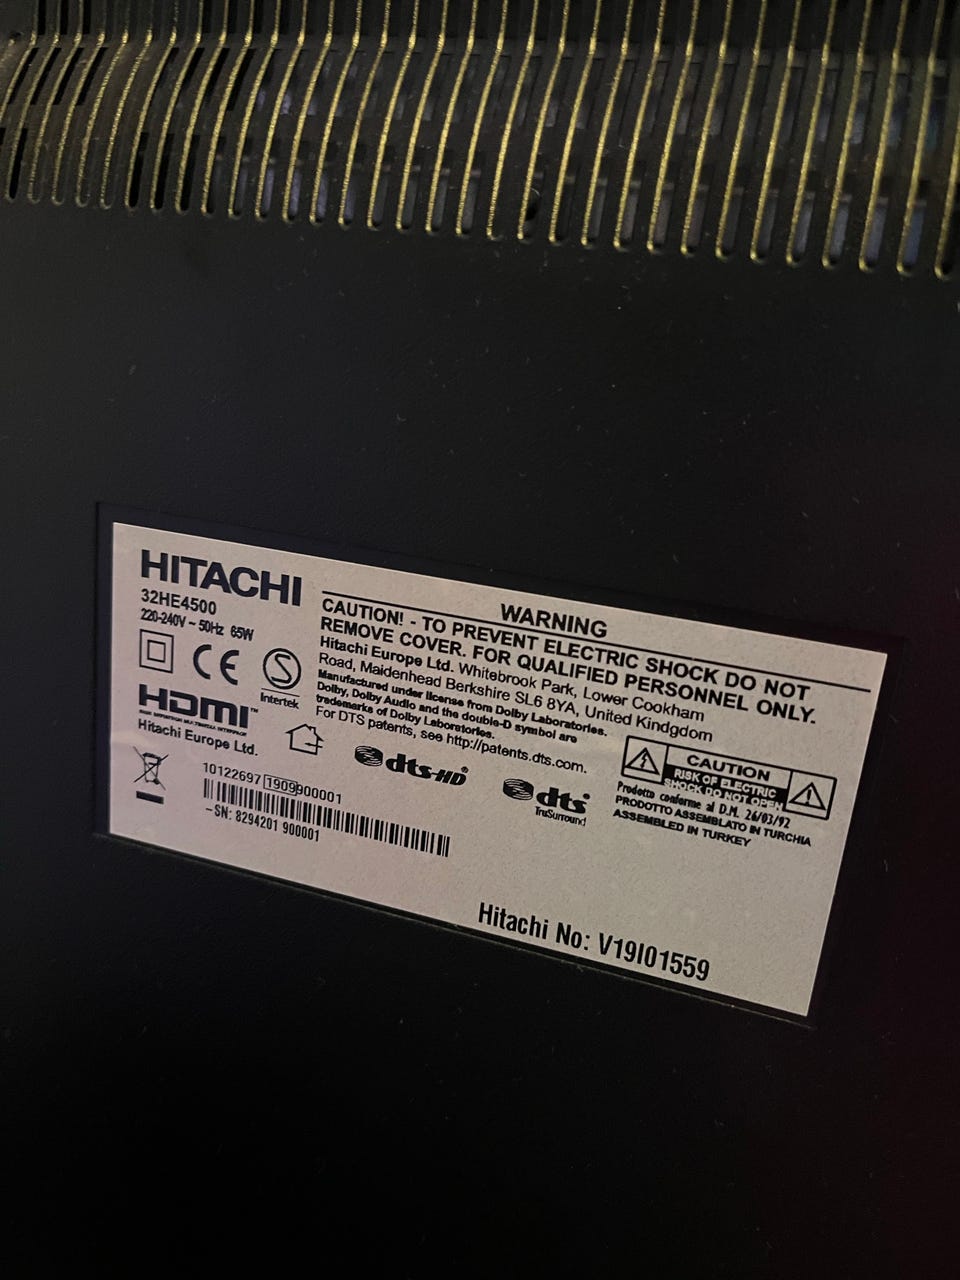 HITACHI
32HE4500
220-240V ~ 50Hz 65W
CE
S
Intertek
HDMI™
HIGH DEFINITION MULTIMEDIA INTERFACE
Hitachi Europe Ltd.
WARNING
CAUTION! - TO PREVENT ELECTRIC SHOCK DO NOT
REMOVE COVER. FOR QUALIFIED PERSONNEL ONLY.
Hitachi Europe Ltd. Whitebrook Park, Lower Cookham
Road, Maidenhead Berkshire SL6 8YA, United Kindgdom
Manufactured under license from Dolby Laboratories.
Dolby, Dolby Audio and the double-D symbol are
trademarks of Dolby Laboratories.
For DTS patents, see http://patents.dts.com.
dts-HD®
dts®
TruSurround
CAUTION
RISK OF ELECTRIC
SHOCK DO NOT OPEN
Prodotto conforme al D.M. 26/03/92
PRODOTTO ASSEMBLATO IN TURCHIA
ASSEMBLED IN TURKEY
10122697 1909900001
-SN: 8294201 900001
Hitachi No: V19I01559